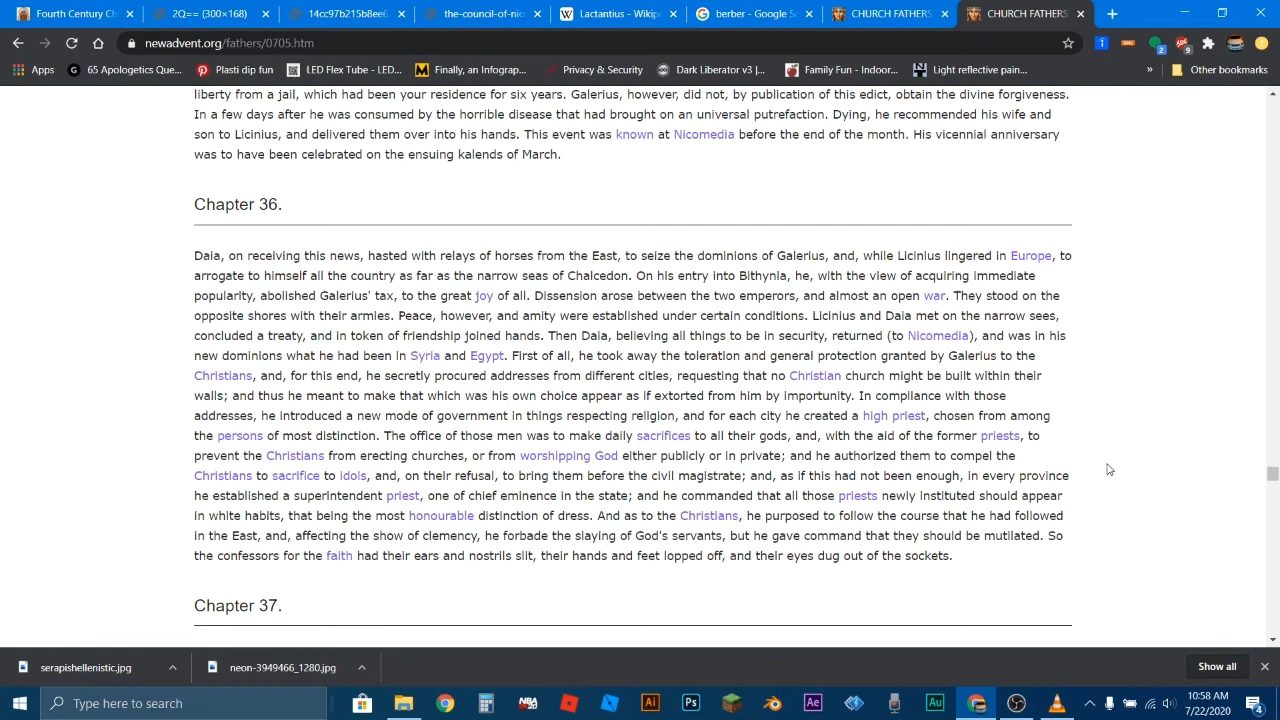 Fourth Century Ch
2Q== (300×168)
14cc97b215b8ee6
the-council-of-nic
Lactantius - Wikipe
berber - Google Se
CHURCH FATHERS
CHURCH FATHERS
newadvent.org/fathers/0705.htm
Apps
65 Apologetics Que...
Plasti dip fun
LED Flex Tube - LED...
Finally, an Infograp...
Privacy & Security
Dark Liberator v3 |...
Family Fun - Indoor...
Light reflective pain...
»
Other bookmarks
liberty from a jail, which had been your residence for six years. Galerius, however, did not, by publication of this edict, obtain the divine forgiveness.
In a few days after he was consumed by the horrible disease that had brought on an universal putrefaction. Dying, he recommended his wife and
son to Licinius, and delivered them over into his hands. This event was known at Nicomedia before the end of the month. His vicennial anniversary
was to have been celebrated on the ensuing kalends of March.
Chapter 36.
Daia, on receiving this news, hasted with relays of horses from the East, to seize the dominions of Galerius, and, while Licinius lingered in Europe, to
arrogate to himself all the country as far as the narrow seas of Chalcedon. On his entry into Bithynia, he, with the view of acquiring immediate
popularity, abolished Galerius' tax, to the great joy of all. Dissension arose between the two emperors, and almost an open war. They stood on the
opposite shores with their armies. Peace, however, and amity were established under certain conditions. Licinius and Daia met on the narrow sees,
concluded a treaty, and in token of friendship joined hands. Then Daia, believing all things to be in security, returned (to Nicomedia), and was in his
new dominions what he had been in Syria and Egypt. First of all, he took away the toleration and general protection granted by Galerius to the
Christians, and, for this end, he secretly procured addresses from different cities, requesting that no Christian church might be built within their
walls; and thus he meant to make that which was his own choice appear as if extorted from him by importunity. In compliance with those
addresses, he introduced a new mode of government in things respecting religion, and for each city he created a high priest, chosen from among
the persons of most distinction. The office of those men was to make daily sacrifices to all their gods, and, with the aid of the former priests, to
prevent the Christians from erecting churches, or from worshipping God either publicly or in private; and he authorized them to compel the
Christians to sacrifice to idols, and, on their refusal, to bring them before the civil magistrate; and, as if this had not been enough, in every province
he established a superintendent priest, one of chief eminence in the state; and he commanded that all those priests newly instituted should appear
in white habits, that being the most honourable distinction of dress. And as to the Christians, he purposed to follow the course that he had followed
in the East, and, affecting the show of clemency, he forbade the slaying of God's servants, but he gave command that they should be mutilated. So
the confessors for the faith had their ears and nostrils slit, their hands and feet lopped off, and their eyes dug out of the sockets.
Chapter 37.
serapishellenistic.jpg
neon-3949466_1280.jpg
Show all
Type here to search
10:58 AM
7/22/2020